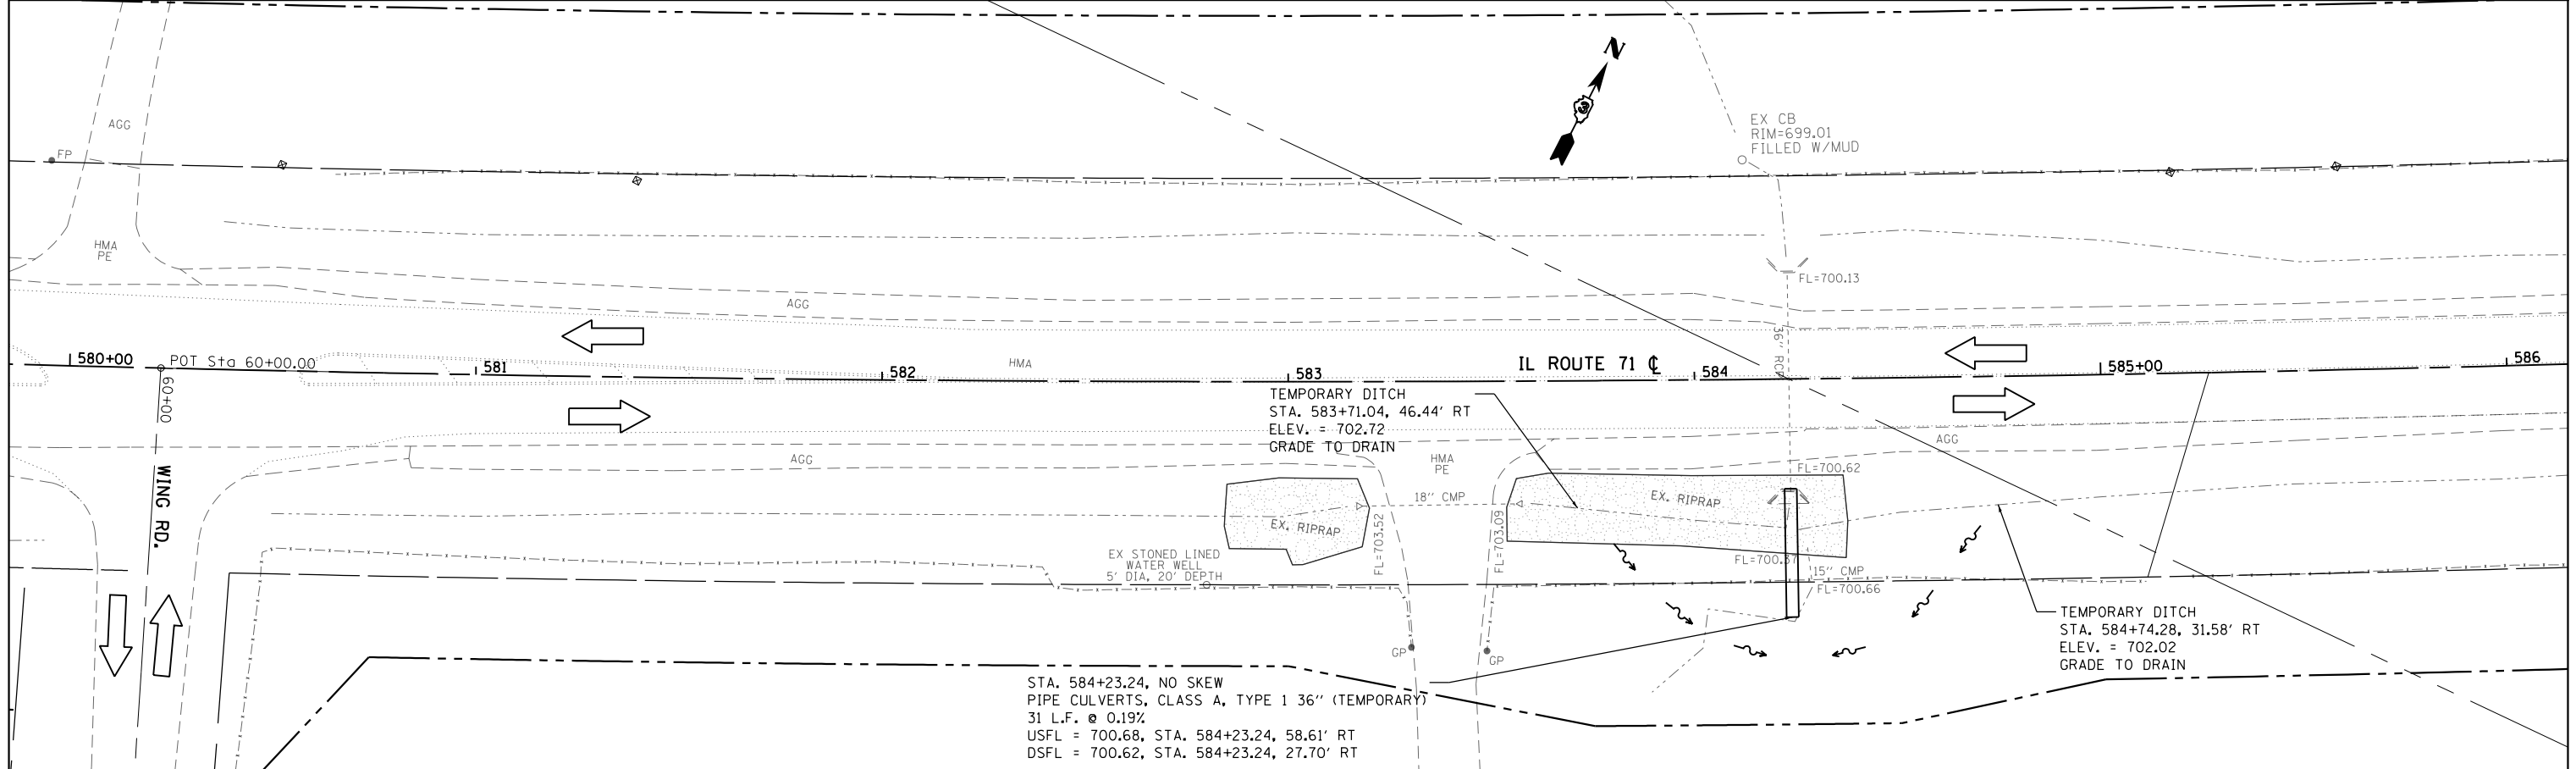 N
3
AGG
FP
HMA
PE
EX CB
RIM=699.01
FILLED W/MUD
FL=700.13
AGG
36'' RCP
580+00
POT Sta 60+00.00
581
582
HMA
583
IL ROUTE 71 ℄
584
585+00
586
60+00
WING RD.
TEMPORARY DITCH
STA. 583+71.04, 46.44' RT
ELEV. = 702.72
GRADE TO DRAIN
AGG
HMA
PE
AGG
FL=700.62
18'' CMP
EX. RIPRAP
EX. RIPRAP
FL=703.52
FL=703.09
EX STONED LINED
WATER WELL
5' DIA, 20' DEPTH
FL=700.37
15'' CMP
FL=700.66
GP
GP
TEMPORARY DITCH
STA. 584+74.28, 31.58' RT
ELEV. = 702.02
GRADE TO DRAIN
STA. 584+23.24, NO SKEW
PIPE CULVERTS, CLASS A, TYPE 1 36'' (TEMPORARY)
31 L.F. @ 0.19%
USFL = 700.68, STA. 584+23.24, 58.61' RT
DSFL = 700.62, STA. 584+23.24, 27.70' RT